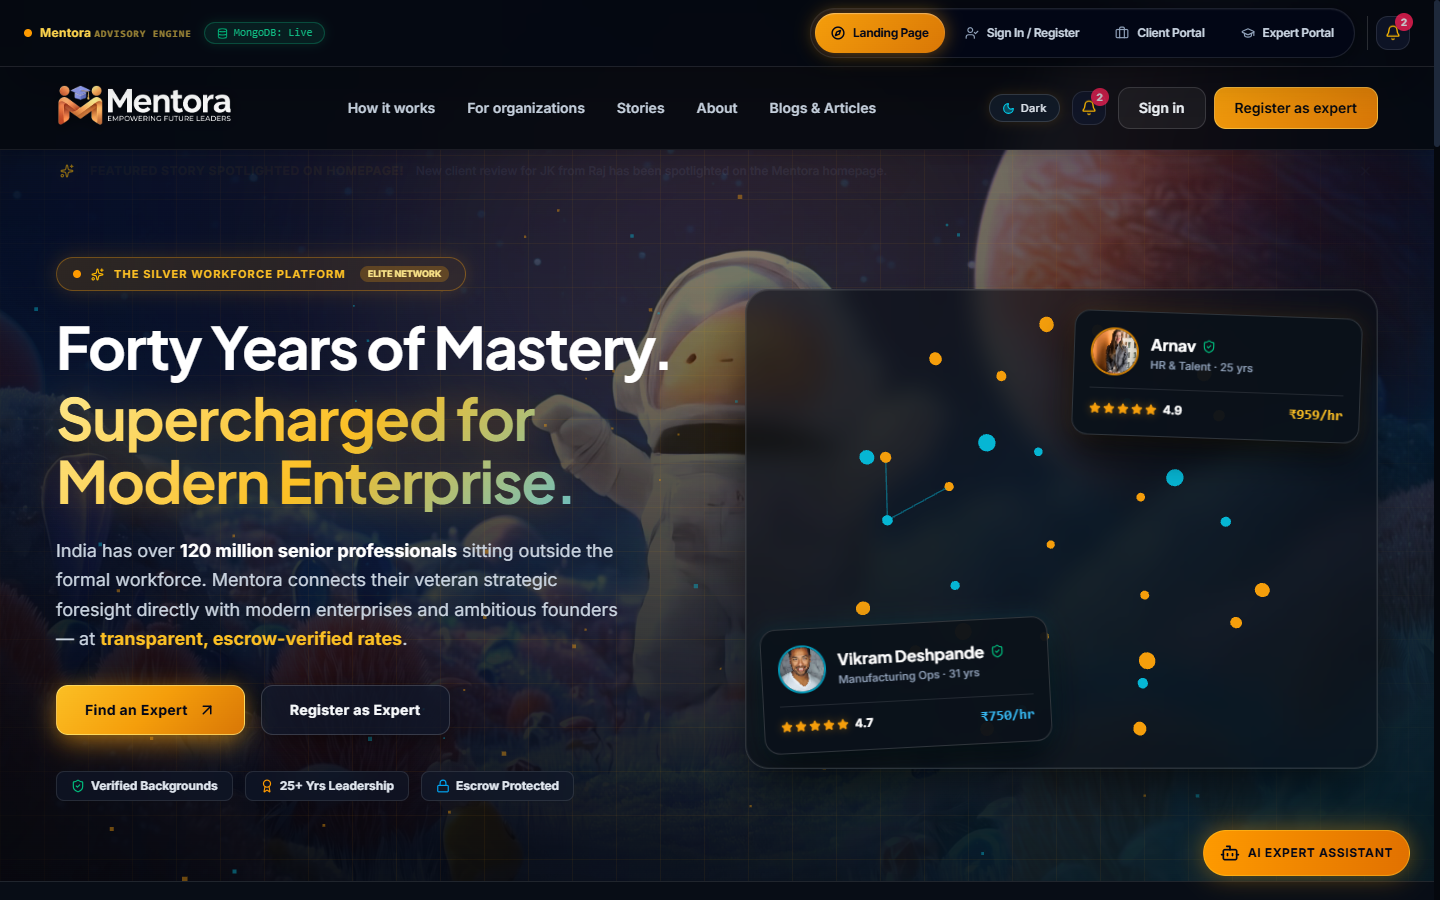 Mentora ADVISORY ENGINE
MongoDB: Live
Landing Page
Sign In / Register
Client Portal
Expert Portal
2
Mentora
EMPOWERING FUTURE LEADERS
How it works
For organizations
Stories
About
Blogs & Articles
Dark
2
Sign in
Register as expert
FEATURED STORY SPOTLIGHTED ON HOMEPAGE! New client review for JK from Raj has been spotlighted on the Mentora homepage.
THE SILVER WORKFORCE PLATFORM ELITE NETWORK
Forty Years of Mastery.
Supercharged for
Modern Enterprise.
India has over 120 million senior professionals sitting outside the
formal workforce. Mentora connects their veteran strategic
foresight directly with modern enterprises and ambitious founders
— at transparent, escrow-verified rates.
Find an Expert
Register as Expert
Verified Backgrounds
25+ Yrs Leadership
Escrow Protected
Arnav
HR & Talent · 25 yrs
4.9
₹959/hr
Vikram Deshpande
Manufacturing Ops · 31 yrs
4.7
₹750/hr
AI EXPERT ASSISTANT